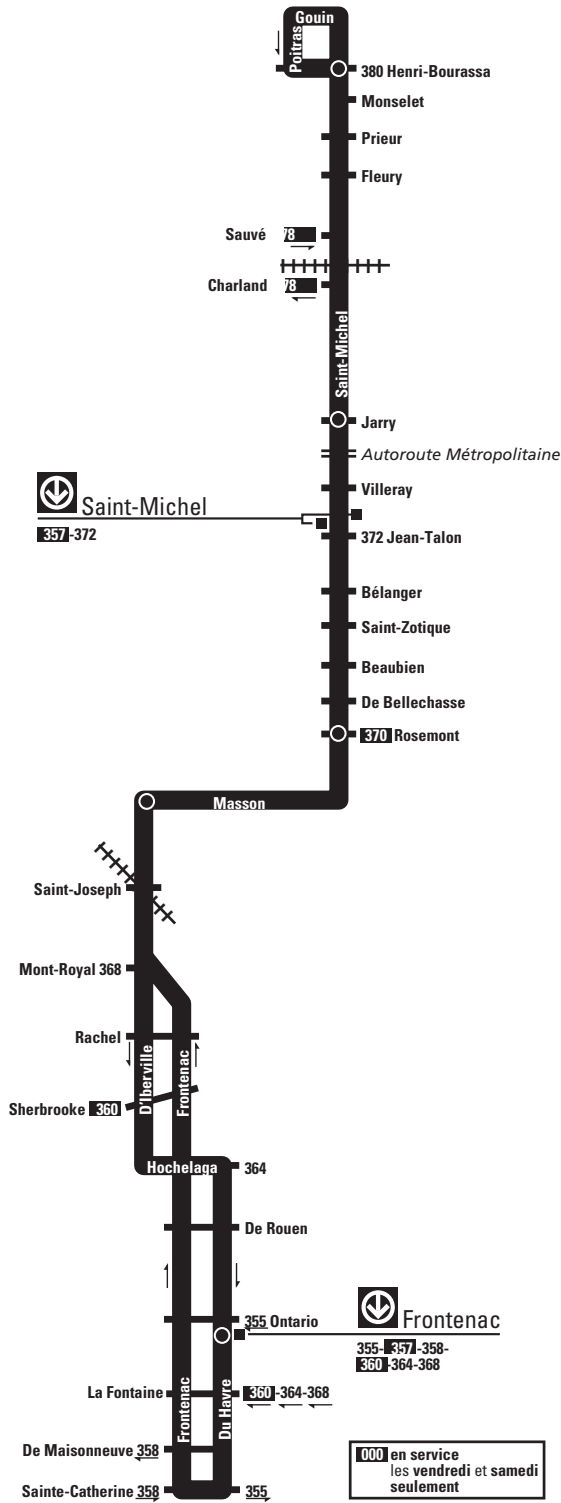 Gouin
Poitras
380 Henri-Bourassa
Monselet
Prieur
Fleury
Sauvé 78
Charland 78
Saint-Michel
Jarry
Autoroute Métropolitaine
Saint-Michel
Villeray
357-372
372 Jean-Talon
Bélanger
Saint-Zotique
Beaubien
De Bellechasse
370 Rosemont
Masson
Saint-Joseph
Mont-Royal 368
Rachel
D'Iberville
Frontenac
Sherbrooke 360
Hochelaga 364
De Rouen
355 Ontario
Frontenac
355-357-358-
360-364-368
La Fontaine
360-364-368
Frontenac
Du Havre
De Maisonneuve 358
Sainte-Catherine 358
355
000 en service
les vendredi et samedi
seulement